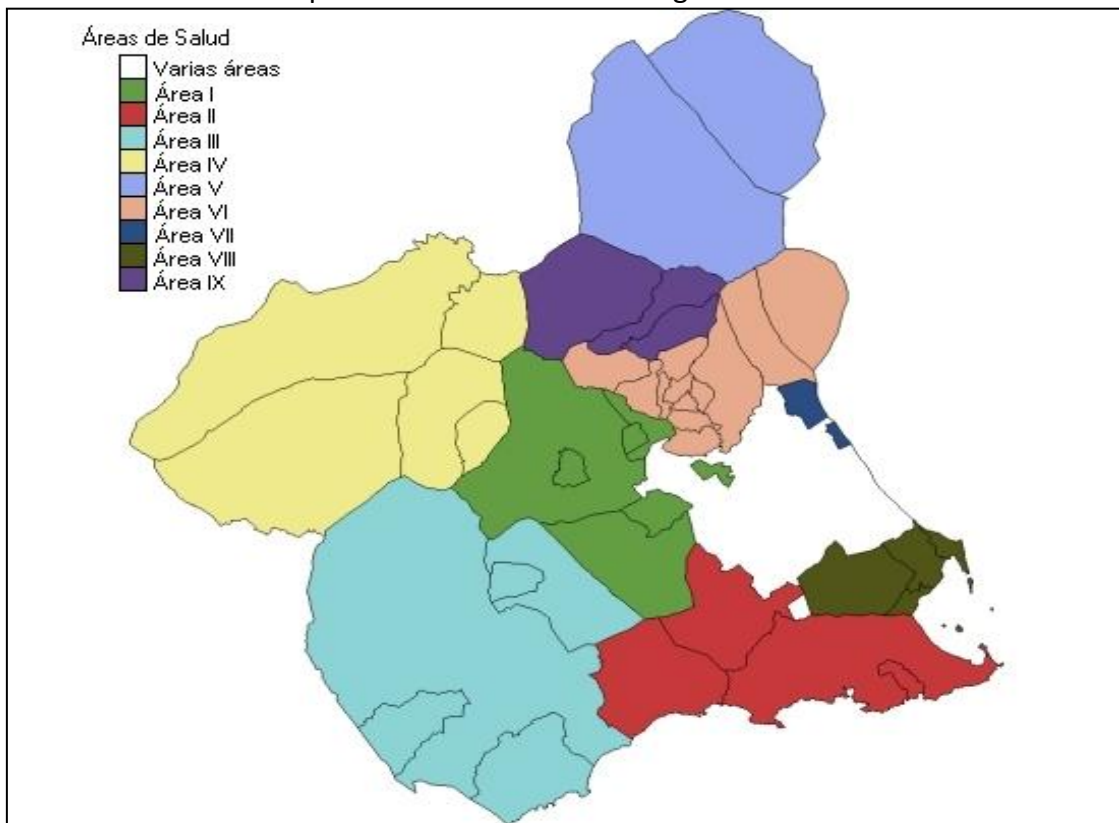 Áreas de Salud
Varias áreas
Área I
Área II
Área III
Área IV
Área V
Área VI
Área VII
Área VIII
Área IX